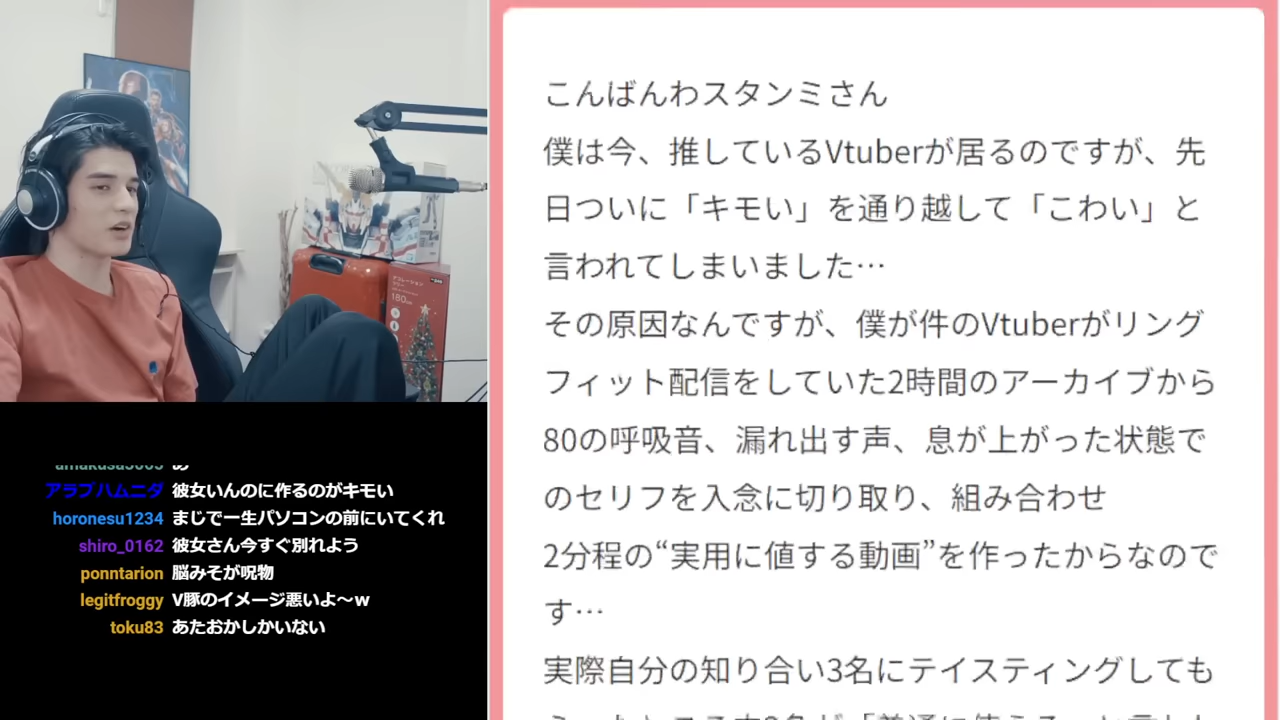 こんばんわスタンミさん
僕は今、推しているVtuberが居るのですが、先
日ついに「キモい」を通り越して「こわい」と
言われてしまいました…
その原因なんですが、僕が件のVtuberがリング
フィット配信をしていた2時間のアーカイブから
80の呼吸音、漏れ出す声、息が上がった状態で
のセリフを入念に切り取り、組み合わせ
2分程の“実用に値する動画”を作ったからなので
す…
実際自分の知り合い3名にテイスティングしても
180cm
あ
アラブハムニダ 彼女いんのに作るのがキモい
horonesu1234 まじで一生パソコンの前にいてくれ
shiro_0162 彼女さん今すぐ別れよう
ponntarion 脳みそが呪物
legitfroggy V豚のイメージ悪いよ～w
toku83 あたおかしかいない